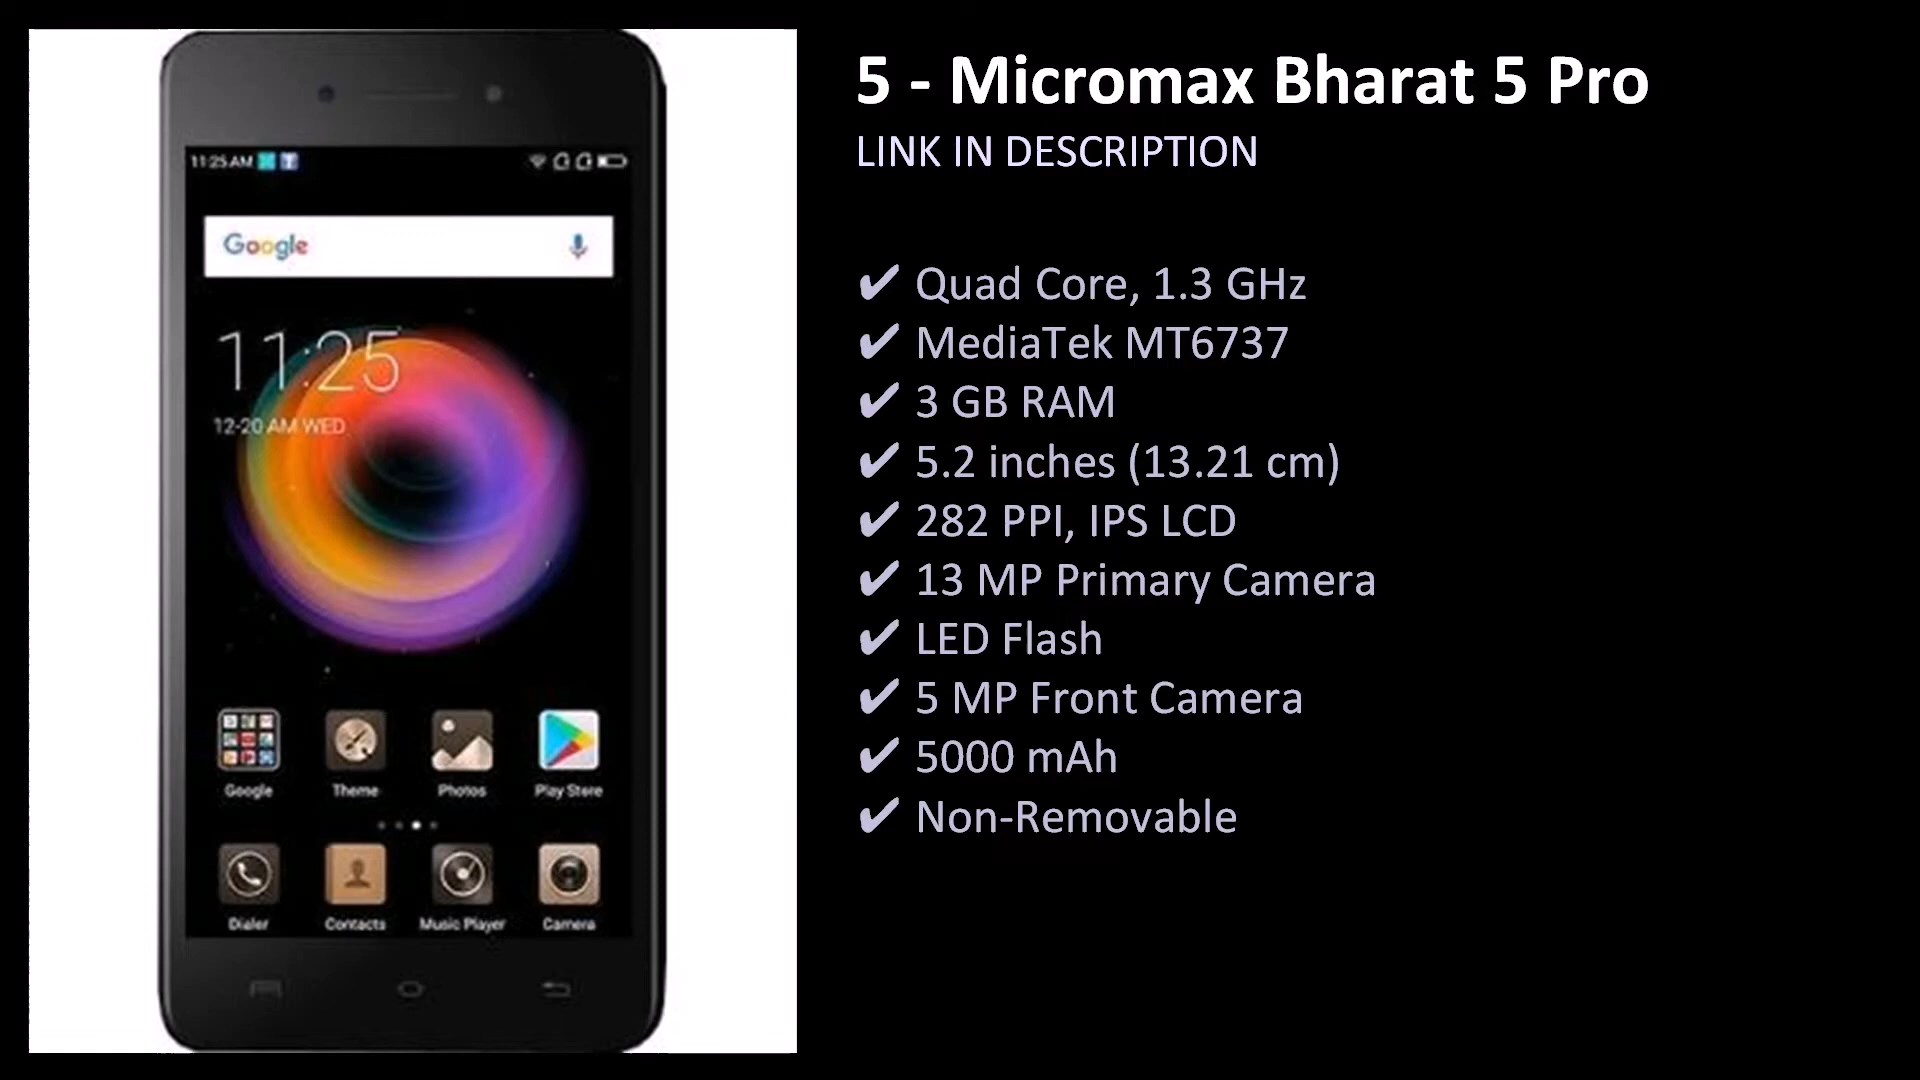 5 - Micromax Bharat 5 Pro
LINK IN DESCRIPTION
✔ Quad Core, 1.3 GHz
✔ MediaTek MT6737
✔ 3 GB RAM
✔ 5.2 inches (13.21 cm)
✔ 282 PPI, IPS LCD
✔ 13 MP Primary Camera
✔ LED Flash
✔ 5 MP Front Camera
✔ 5000 mAh
✔ Non-Removable
11:25 AM
Google
11:25
12-20 AM WED
Google Theme Photos Play Store
Dialer Contacts Music Player Camera